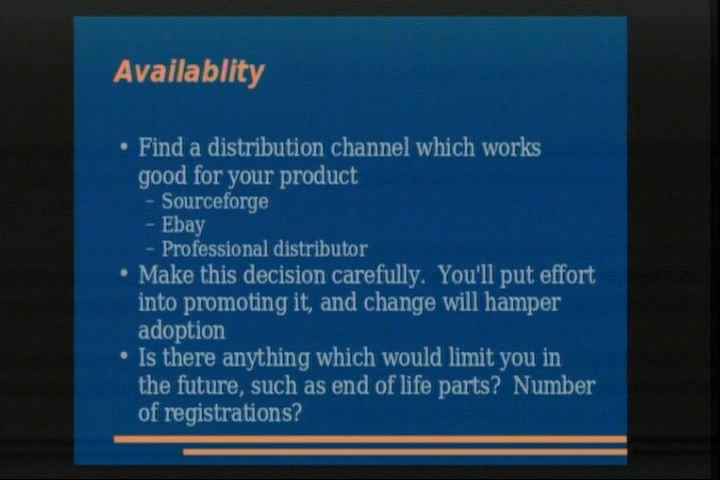 Availablity
• Find a distribution channel which works
good for your product
– Sourceforge
– Ebay
– Professional distributor
• Make this decision carefully. You'll put effort
into promoting it, and change will hamper
adoption
• Is there anything which would limit you in
the future, such as end of life parts? Number
of registrations?